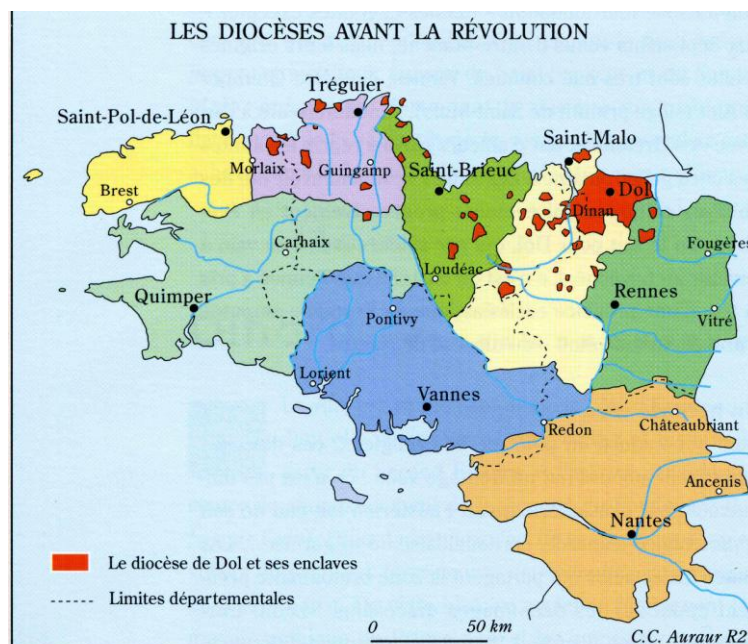 LES DIOCÈSES AVANT LA RÉVOLUTION
Tréguier
Saint-Pol-de-Léon
Saint-Malo
Morlaix
Guingamp
Saint-Brieuc
Dol
Brest
Dinan
Fougères
Carhaix
Loudéac
Quimper
Pontivy
Rennes
Vitré
Lorient
Vannes
Redon
Châteaubriant
Ancenis
Nantes
Le diocèse de Dol et ses enclaves
Limites départementales
0 50 km
C.C. Auraur R2